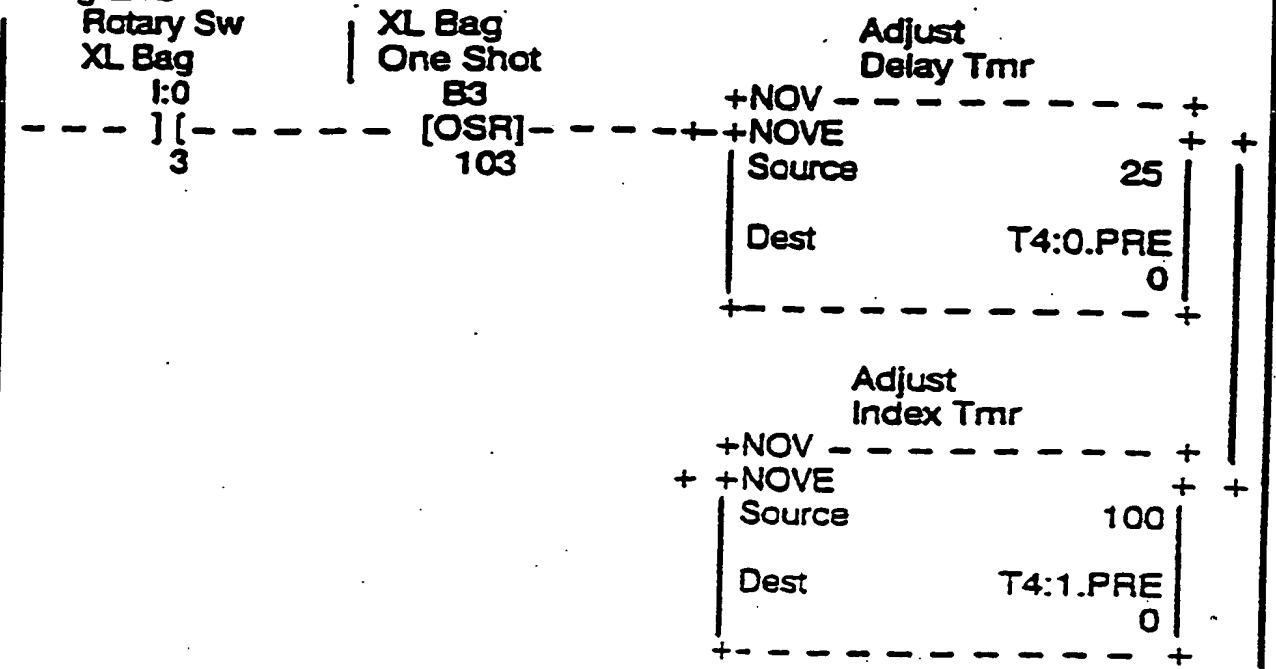 Rotary Sw
XL Bag
I:0
] [
3
XL Bag
One Shot
B3
[OSR]
103
Adjust
Delay Tmr
+NOV - - - - - - - - - +
+NOVE +
Source 25
Dest T4:0.PRE
0
Adjust
Index Tmr
+NOV - - - - - - - - - +
+ +NOVE + +
Source 100
Dest T4:1.PRE
0